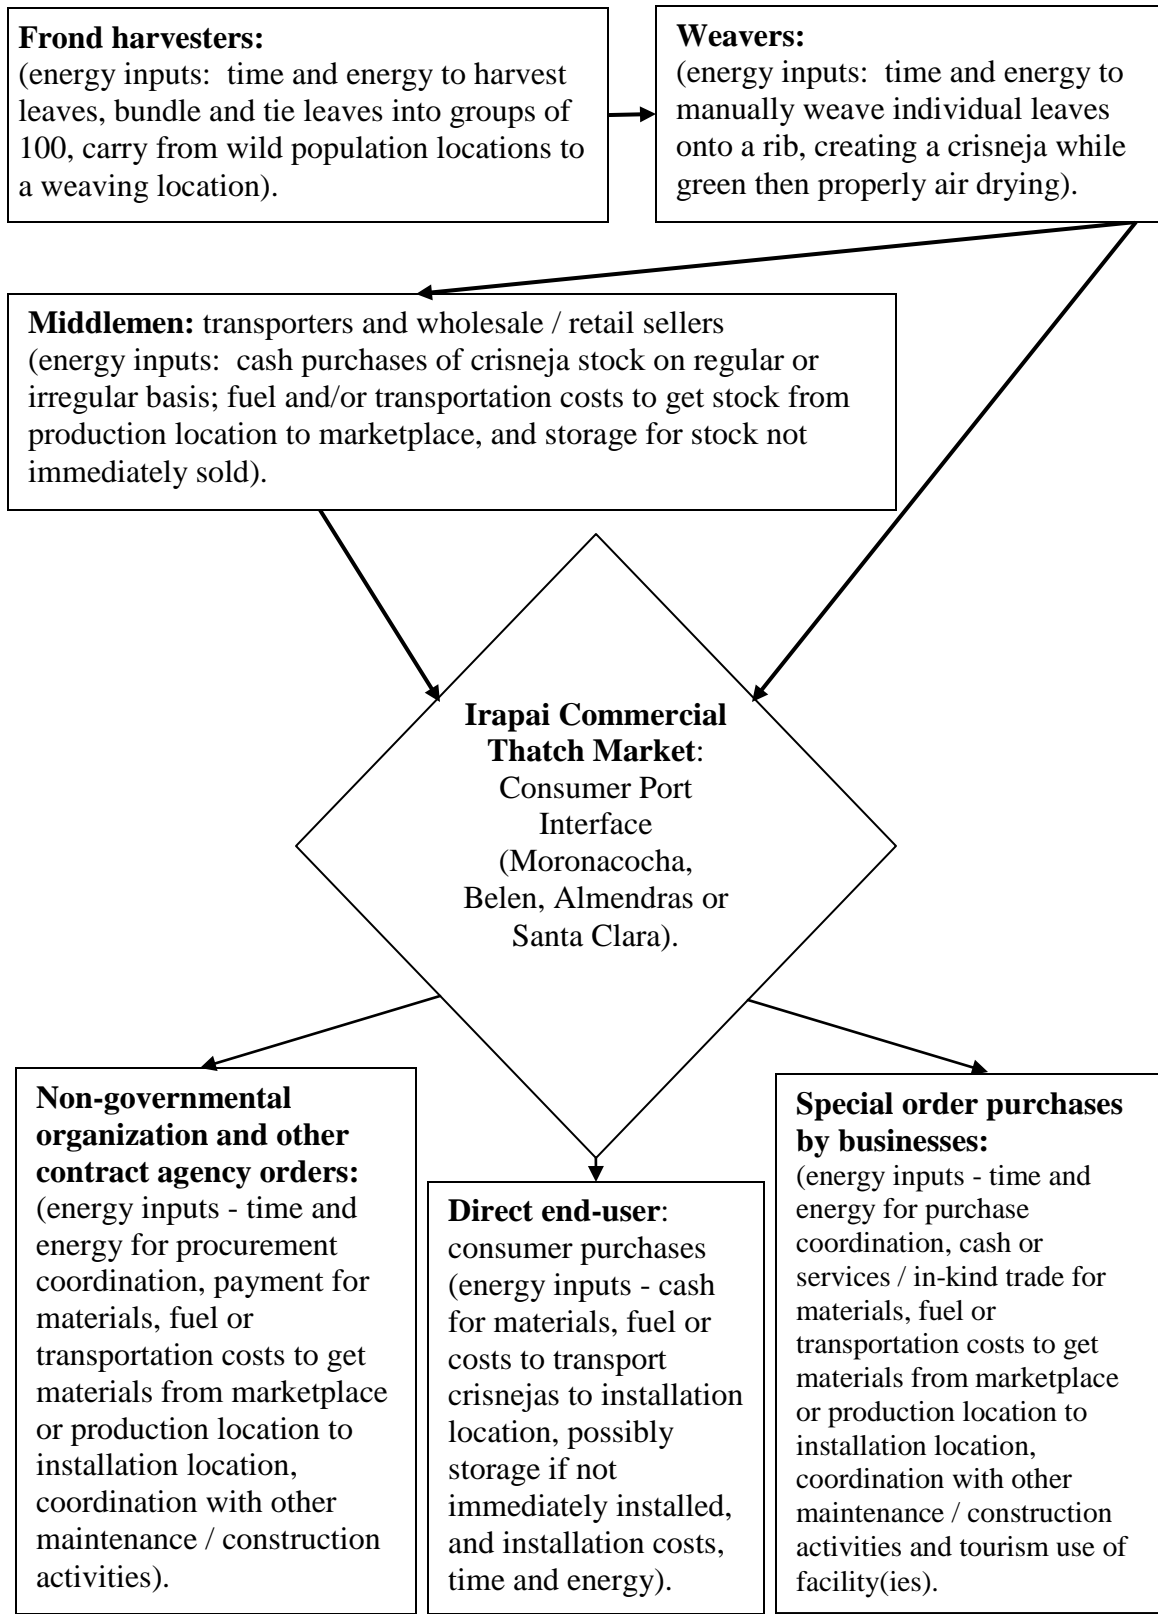 Frond harvesters:
(energy inputs:  time and energy to harvest
leaves, bundle and tie leaves into groups of
100, carry from wild population locations to
a weaving location).
Weavers:
(energy inputs:  time and energy to
manually weave individual leaves
onto a rib, creating a crisneja while
green then properly air drying).
Middlemen: transporters and wholesale / retail sellers
(energy inputs:  cash purchases of crisneja stock on regular or
irregular basis; fuel and/or transportation costs to get stock from
production location to marketplace, and storage for stock not
immediately sold).
Irapai Commercial
Thatch Market:
Consumer Port
Interface
(Moronacocha,
Belen, Almendras or
Santa Clara).
Non-governmental
organization and other
contract agency orders:
(energy inputs - time and
energy for procurement
coordination, payment for
materials, fuel or
transportation costs to get
materials from marketplace
or production location to
installation location,
coordination with other
maintenance / construction
activities).
Direct end-user:
consumer purchases
(energy inputs - cash
for materials, fuel or
costs to transport
crisnejas to installation
location, possibly
storage if not
immediately installed,
and installation costs,
time and energy).
Special order purchases
by businesses:
(energy inputs - time and
energy for purchase
coordination, cash or
services / in-kind trade for
materials, fuel or
transportation costs to get
materials from marketplace
or production location to
installation location,
coordination with other
maintenance / construction
activities and tourism use of
facility(ies).